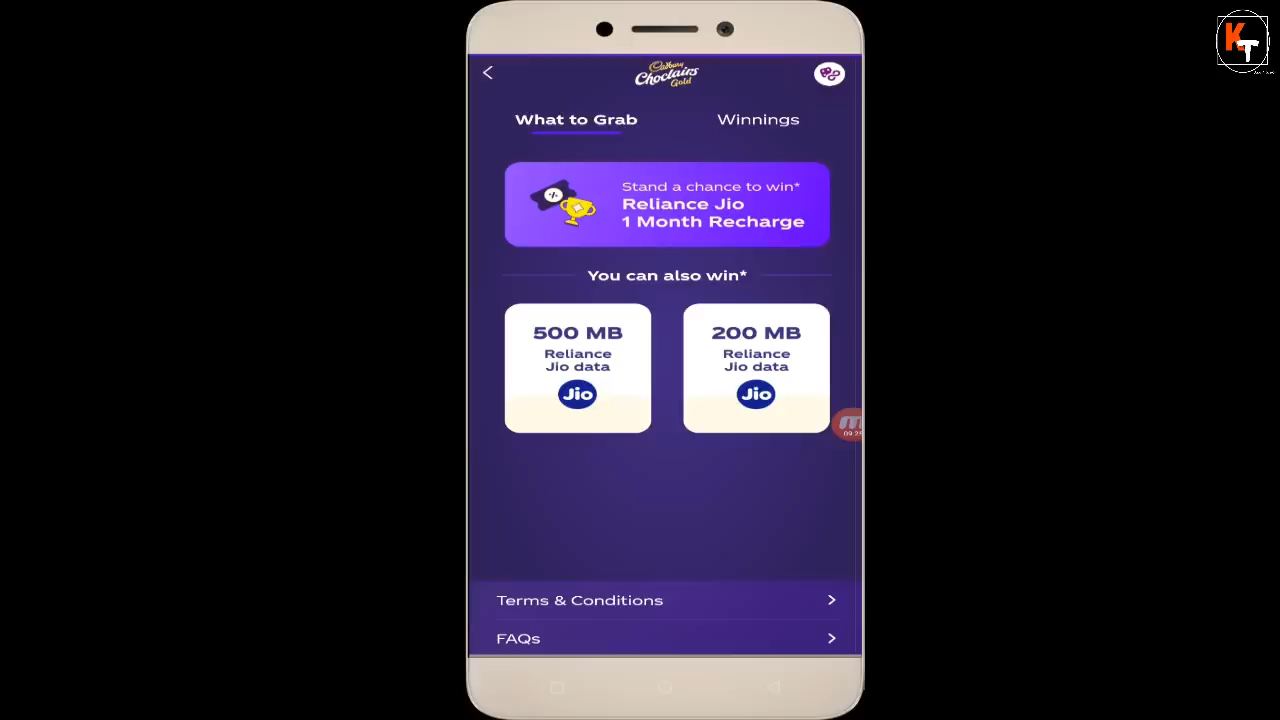 KT
Cadbury
Choclairs
Gold
What to Grab
Winnings
Stand a chance to win*
Reliance Jio
1 Month Recharge
You can also win*
500 MB
Reliance
Jio data
Jio
200 MB
Reliance
Jio data
Jio
Terms & Conditions
FAQs